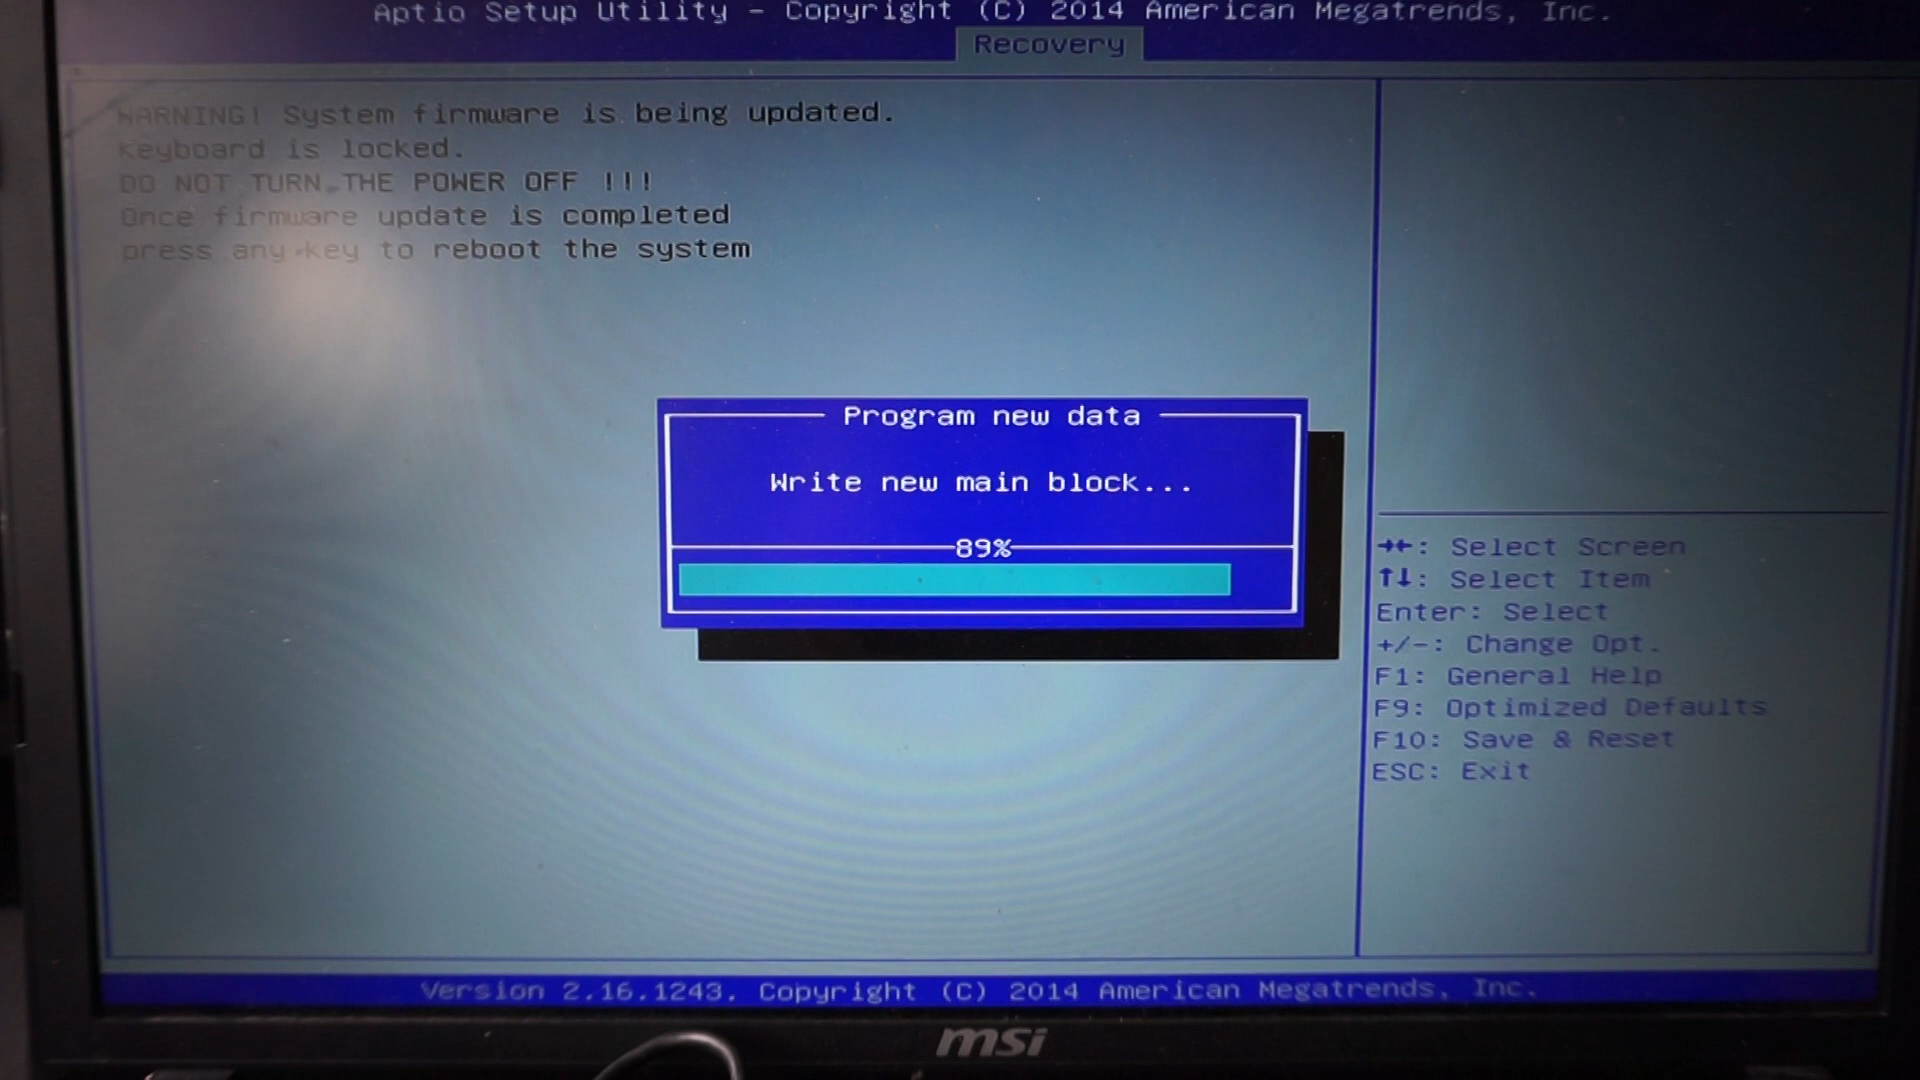 Aptio Setup Utility - Copyright (C) 2014 American Megatrends, Inc.
Recovery
WARNING! System firmware is being updated.
Keyboard is locked.
DO NOT TURN THE POWER OFF !!!
Once firmware update is completed
press any key to reboot the system
Program new data
Write new main block...
89%
→←: Select Screen
↑↓: Select Item
Enter: Select
+/-: Change Opt.
F1: General Help
F9: Optimized Defaults
F10: Save & Reset
ESC: Exit
Version 2.16.1243. Copyright (C) 2014 American Megatrends, Inc.
msi